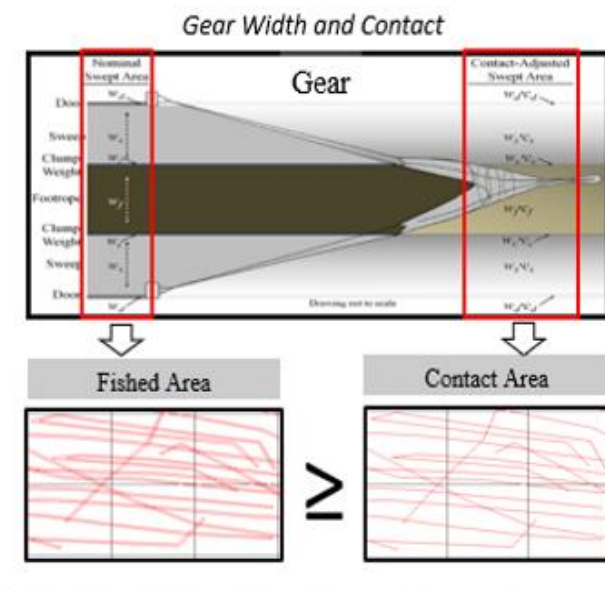 Gear Width and Contact
Nominal
Swept Area
Gear
Contact-Adjusted
Swept Area
Door
Sweep
Clump
Weight
Footrope
Clump
Weight
Sweep
Door
Drawing not to scale
Fished Area
Contact Area
≥